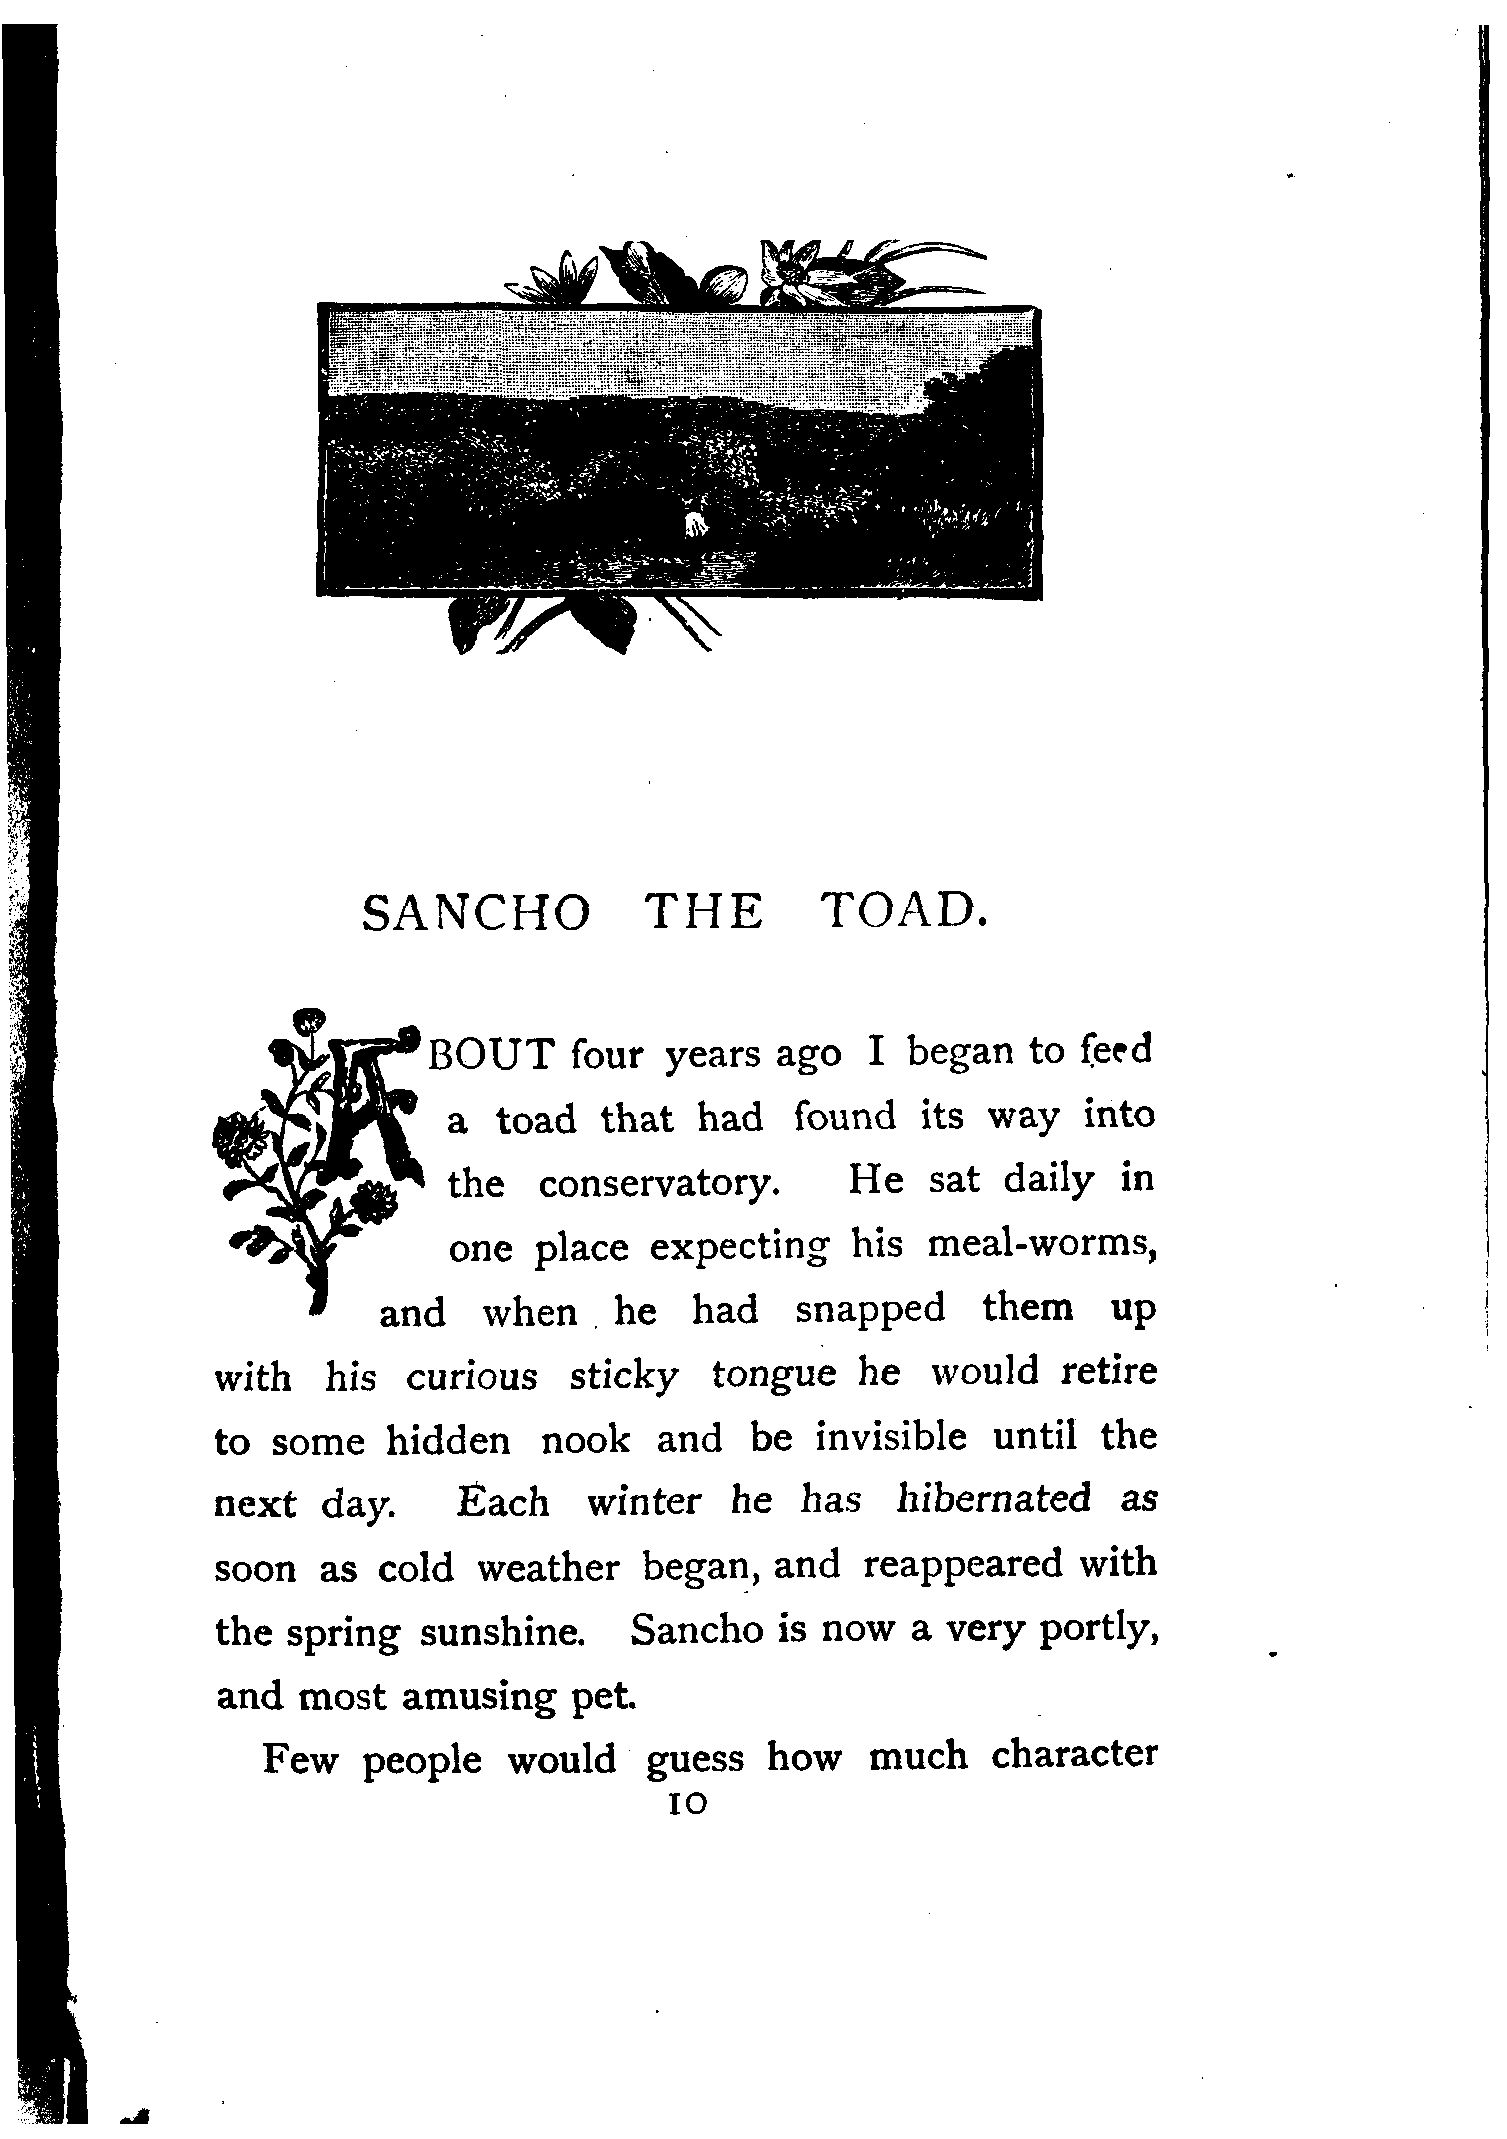 SANCHO THE TOAD.
ABOUT four years ago I began to feed
a toad that had found its way into
the conservatory. He sat daily in
one place expecting his meal-worms,
and when he had snapped them up
with his curious sticky tongue he would retire
to some hidden nook and be invisible until the
next day. Each winter he has hibernated as
soon as cold weather began, and reappeared with
the spring sunshine. Sancho is now a very portly,
and most amusing pet.
Few people would guess how much character
10